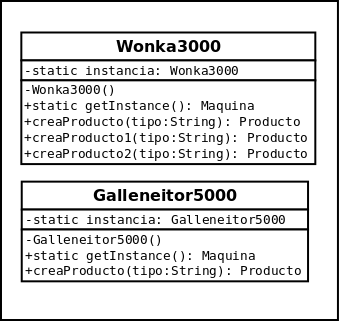 Wonka3000
-static instancia: Wonka3000
-Wonka3000()
+static getInstance(): Maquina
+creaProducto(tipo:String): Producto
+creaProducto1(tipo:String): Producto
+creaProducto2(tipo:String): Producto
Galleneitor5000
-static instancia: Galleneitor5000
-Galleneitor5000()
+static getInstance(): Maquina
+creaProducto(tipo:String): Producto